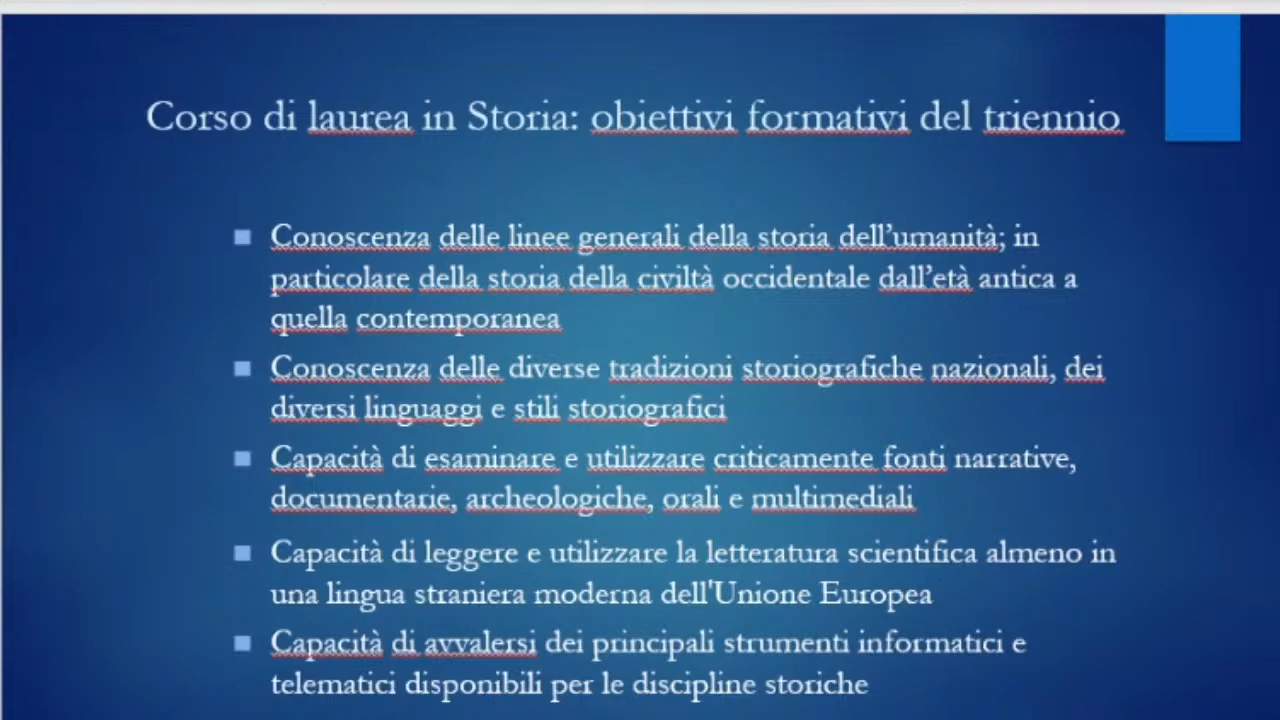 Corso di laurea in Storia: obiettivi formativi del triennio
Conoscenza delle linee generali della storia dell’umanità; in
particolare della storia della civiltà occidentale dall’età antica a
quella contemporanea
Conoscenza delle diverse tradizioni storiografiche nazionali, dei
diversi linguaggi e stili storiografici
Capacità di esaminare e utilizzare criticamente fonti narrative,
documentarie, archeologiche, orali e multimediali
Capacità di leggere e utilizzare la letteratura scientifica almeno in
una lingua straniera moderna dell'Unione Europea
Capacità di avvalersi dei principali strumenti informatici e
telematici disponibili per le discipline storiche